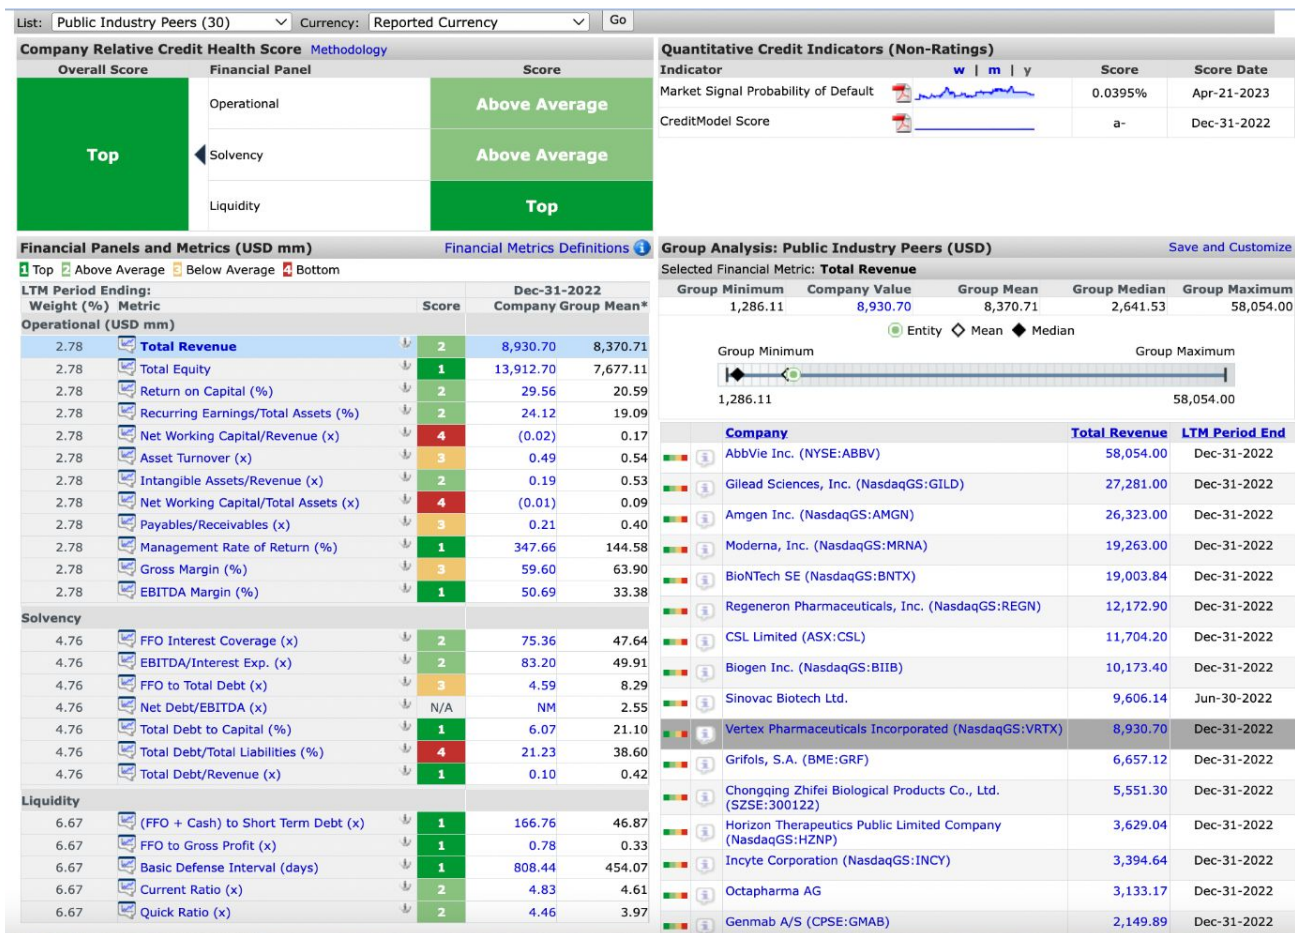 List: Public Industry Peers (30) Currency: Reported Currency Go
Company Relative Credit Health Score Methodology
Overall Score Financial Panel Score
Operational Above Average
Top Solvency Above Average
Liquidity Top
Quantitative Credit Indicators (Non-Ratings)
Indicator w | m | y Score Score Date
Market Signal Probability of Default 0.0395% Apr-21-2023
CreditModel Score a- Dec-31-2022
Financial Panels and Metrics (USD mm) Financial Metrics Definitions i
1 Top 2 Above Average 3 Below Average 4 Bottom
LTM Period Ending: Dec-31-2022
Weight (%) Metric Score Company Group Mean*
Operational (USD mm)
2.78 Total Revenue 2 8,930.70 8,370.71
2.78 Total Equity 1 13,912.70 7,677.11
2.78 Return on Capital (%) 2 29.56 20.59
2.78 Recurring Earnings/Total Assets (%) 2 24.12 19.09
2.78 Net Working Capital/Revenue (x) 4 (0.02) 0.17
2.78 Asset Turnover (x) 3 0.49 0.54
2.78 Intangible Assets/Revenue (x) 2 0.19 0.53
2.78 Net Working Capital/Total Assets (x) 4 (0.01) 0.09
2.78 Payables/Receivables (x) 3 0.21 0.40
2.78 Management Rate of Return (%) 1 347.66 144.58
2.78 Gross Margin (%) 3 59.60 63.90
2.78 EBITDA Margin (%) 1 50.69 33.38
Solvency
4.76 FFO Interest Coverage (x) 2 75.36 47.64
4.76 EBITDA/Interest Exp. (x) 2 83.20 49.91
4.76 FFO to Total Debt (x) 3 4.59 8.29
4.76 Net Debt/EBITDA (x) N/A NM 2.55
4.76 Total Debt to Capital (%) 1 6.07 21.10
4.76 Total Debt/Total Liabilities (%) 4 21.23 38.60
4.76 Total Debt/Revenue (x) 1 0.10 0.42
Liquidity
6.67 (FFO + Cash) to Short Term Debt (x) 1 166.76 46.87
6.67 FFO to Gross Profit (x) 1 0.78 0.33
6.67 Basic Defense Interval (days) 1 808.44 454.07
6.67 Current Ratio (x) 2 4.83 4.61
6.67 Quick Ratio (x) 2 4.46 3.97
Group Analysis: Public Industry Peers (USD) Save and Customize
Selected Financial Metric: Total Revenue
Group Minimum Company Value Group Mean Group Median Group Maximum
1,286.11 8,930.70 8,370.71 2,641.53 58,054.00
Entity Mean Median
Group Minimum Group Maximum
1,286.11 58,054.00
Company Total Revenue LTM Period End
AbbVie Inc. (NYSE:ABBV) 58,054.00 Dec-31-2022
Gilead Sciences, Inc. (NasdaqGS:GILD) 27,281.00 Dec-31-2022
Amgen Inc. (NasdaqGS:AMGN) 26,323.00 Dec-31-2022
Moderna, Inc. (NasdaqGS:MRNA) 19,263.00 Dec-31-2022
BioNTech SE (NasdaqGS:BNTX) 19,003.84 Dec-31-2022
Regeneron Pharmaceuticals, Inc. (NasdaqGS:REGN) 12,172.90 Dec-31-2022
CSL Limited (ASX:CSL) 11,704.20 Dec-31-2022
Biogen Inc. (NasdaqGS:BIIB) 10,173.40 Dec-31-2022
Sinovac Biotech Ltd. 9,606.14 Jun-30-2022
Vertex Pharmaceuticals Incorporated (NasdaqGS:VRTX) 8,930.70 Dec-31-2022
Grifols, S.A. (BME:GRF) 6,657.12 Dec-31-2022
Chongqing Zhifei Biological Products Co., Ltd. 5,551.30 Dec-31-2022
(SZSE:300122)
Horizon Therapeutics Public Limited Company 3,629.04 Dec-31-2022
(NasdaqGS:HZNP)
Incyte Corporation (NasdaqGS:INCY) 3,394.64 Dec-31-2022
Octapharma AG 3,133.17 Dec-31-2022
Genmab A/S (CPSE:GMAB) 2,149.89 Dec-31-2022